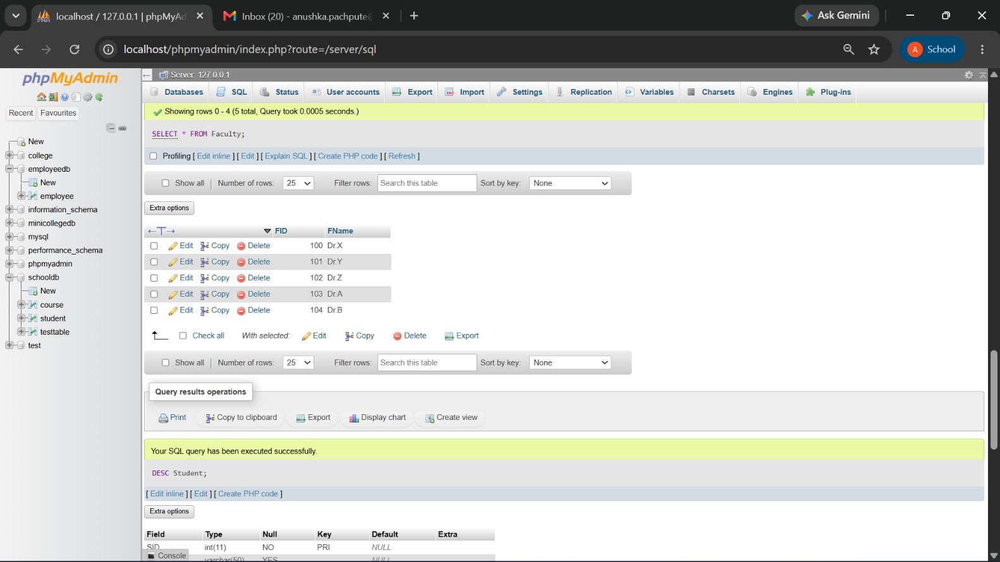 localhost / 127.0.0.1 | phpMyAd
Inbox (20) - anushka.pachpute@
Ask Gemini
localhost/phpmyadmin/index.php?route=/server/sql
A School
phpMyAdmin
Server: 127.0.0.1
Databases SQL Status User accounts Export Import Settings Replication Variables Charsets Engines Plug-ins
Recent Favourites
New
college
employeedb
New
employee
information_schema
minicollegedb
mysql
performance_schema
phpmyadmin
schooldb
New
course
student
testtable
test
Showing rows 0 - 4 (5 total, Query took 0.0005 seconds.)
SELECT * FROM Faculty;
Profiling [ Edit inline ] [ Edit ] [ Explain SQL ] [ Create PHP code ] [ Refresh ]
Show all | Number of rows: 25 Filter rows: Search this table Sort by key: None
Extra options
FID FName
Edit Copy Delete 100 Dr.X
Edit Copy Delete 101 Dr.Y
Edit Copy Delete 102 Dr.Z
Edit Copy Delete 103 Dr.A
Edit Copy Delete 104 Dr.B
Check all With selected: Edit Copy Delete Export
Show all | Number of rows: 25 Filter rows: Search this table Sort by key: None
Query results operations
Print Copy to clipboard Export Display chart Create view
Your SQL query has been executed successfully.
DESC Student;
[ Edit inline ] [ Edit ] [ Create PHP code ]
Extra options
Field Type Null Key Default Extra
SID int(11) NO PRI NULL
varchar(50) YES NULL
Console